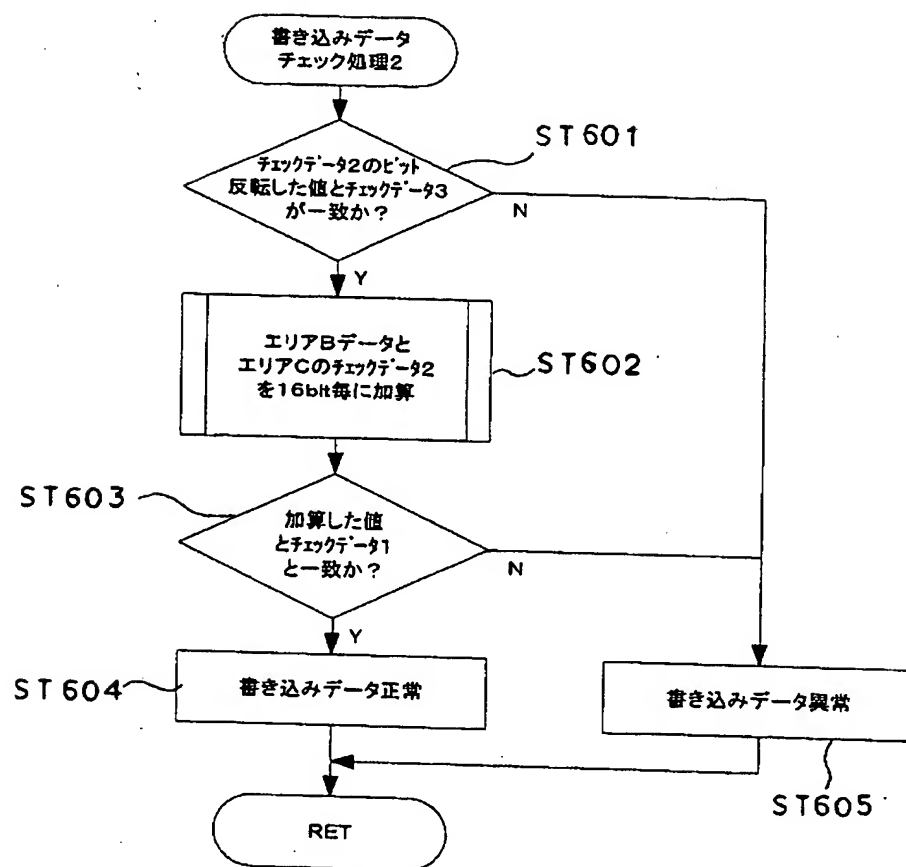 書き込みデータ
チェック処理2
ST601
チェックデータ2のビット
反転した値とチェックデータ3
が一致か?
N
Y
エリアBデータと
エリアCのチェックデータ2
を16bit毎に加算
ST602
ST603
加算した値
とチェックデータ1
と一致か?
N
Y
ST604
書き込みデータ正常
書き込みデータ異常
ST605
RET